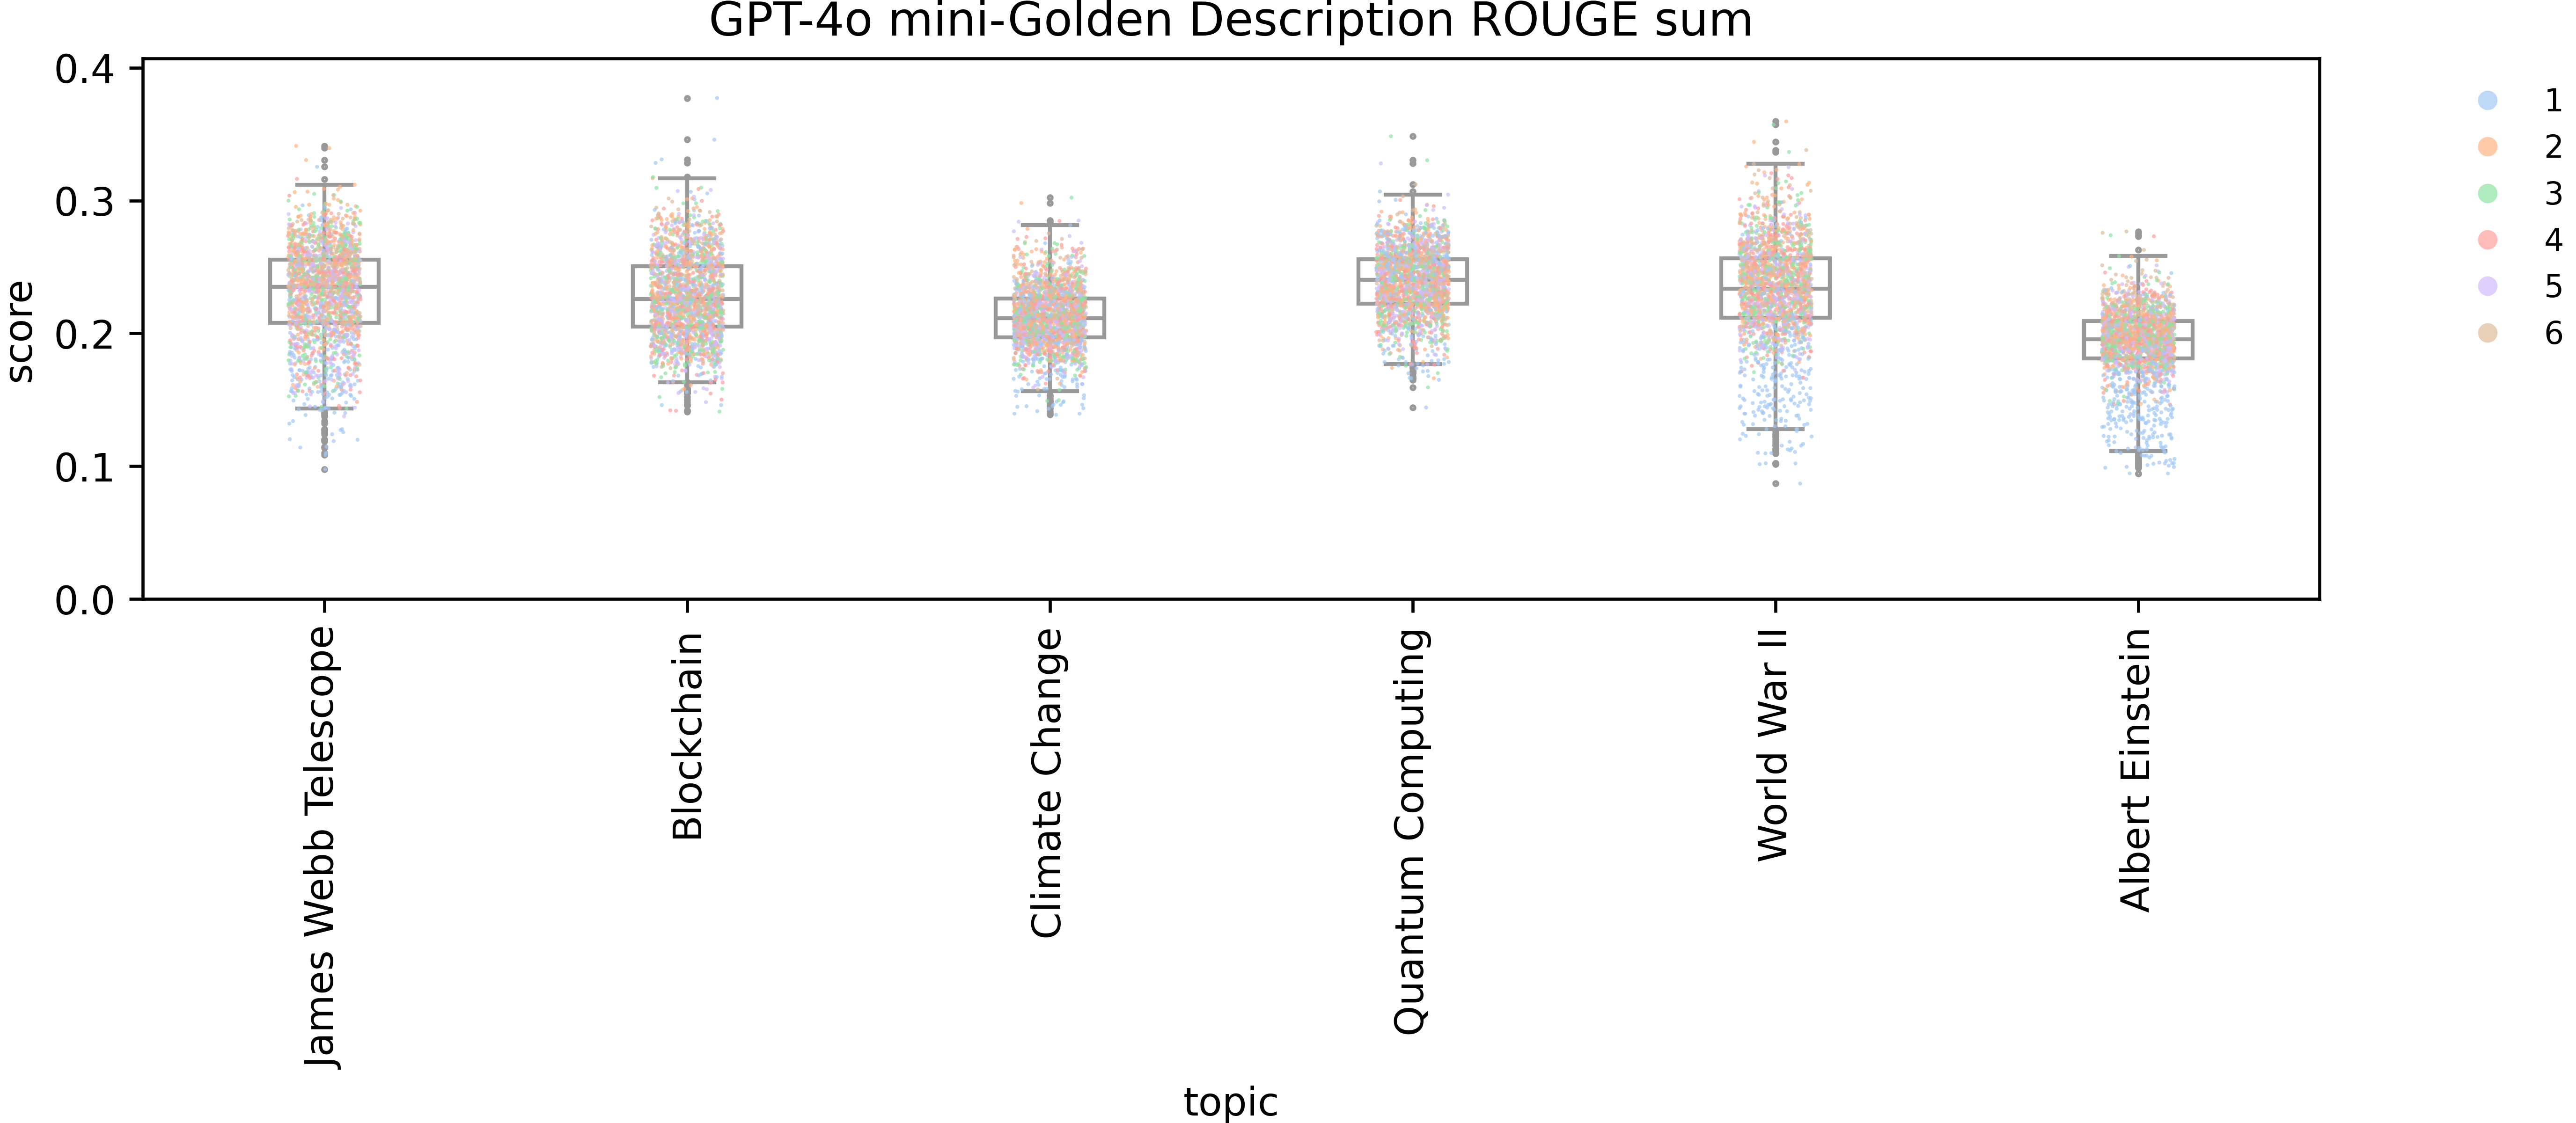 GPT-4o mini-Golden Description ROUGE sum
score
0.4
0.3
0.2
0.1
0.0
James Webb Telescope
Blockchain
Climate Change
Quantum Computing
World War II
Albert Einstein
topic
1
2
3
4
5
6